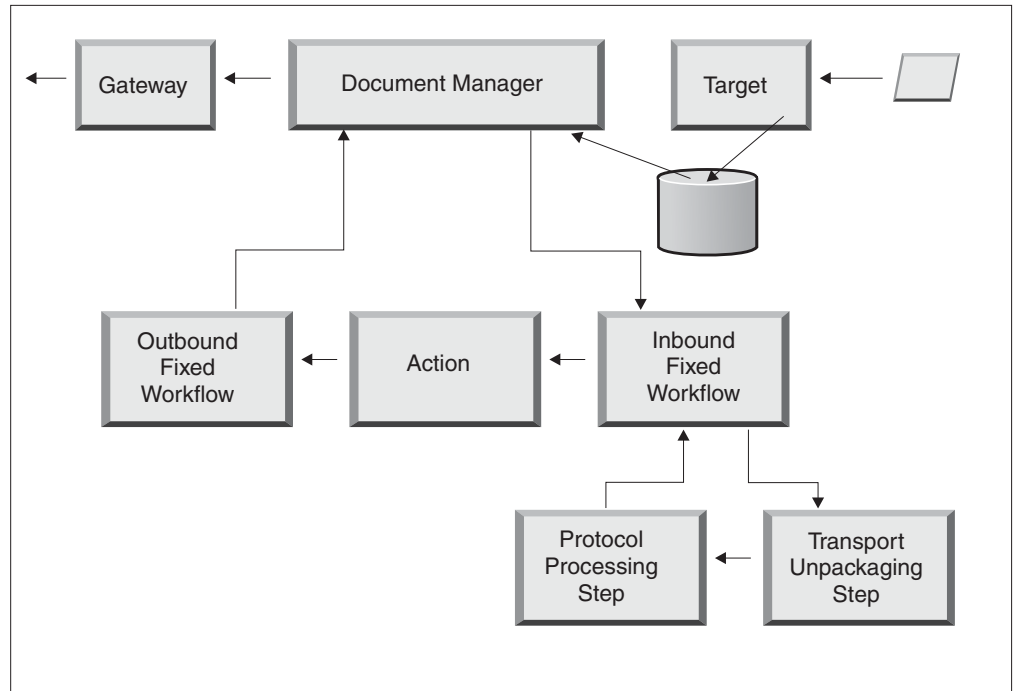 Gateway
Document Manager
Target
Outbound
Fixed
Workflow
Action
Inbound
Fixed
Workflow
Protocol
Processing
Step
Transport
Unpackaging
Step